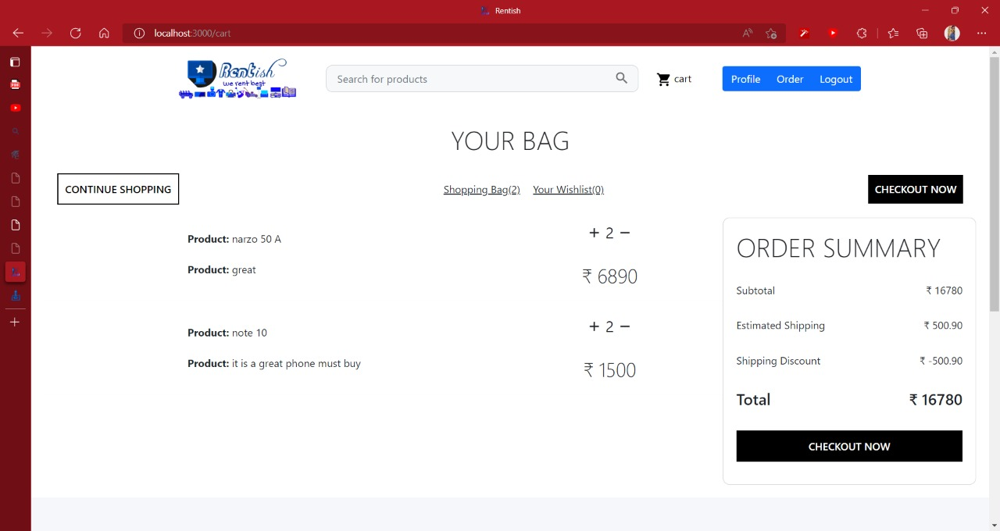 Rentish
localhost:3000/cart
Rentish
we rent best
Search for products
cart
Profile Order Logout
YOUR BAG
CONTINUE SHOPPING
Shopping Bag(2) Your Wishlist(0)
CHECKOUT NOW
Product: narzo 50 A
+ 2 −
Product: great
₹ 6890
Product: note 10
+ 2 −
Product: it is a great phone must buy
₹ 1500
ORDER SUMMARY
Subtotal ₹ 16780
Estimated Shipping ₹ 500.90
Shipping Discount ₹ -500.90
Total ₹ 16780
CHECKOUT NOW